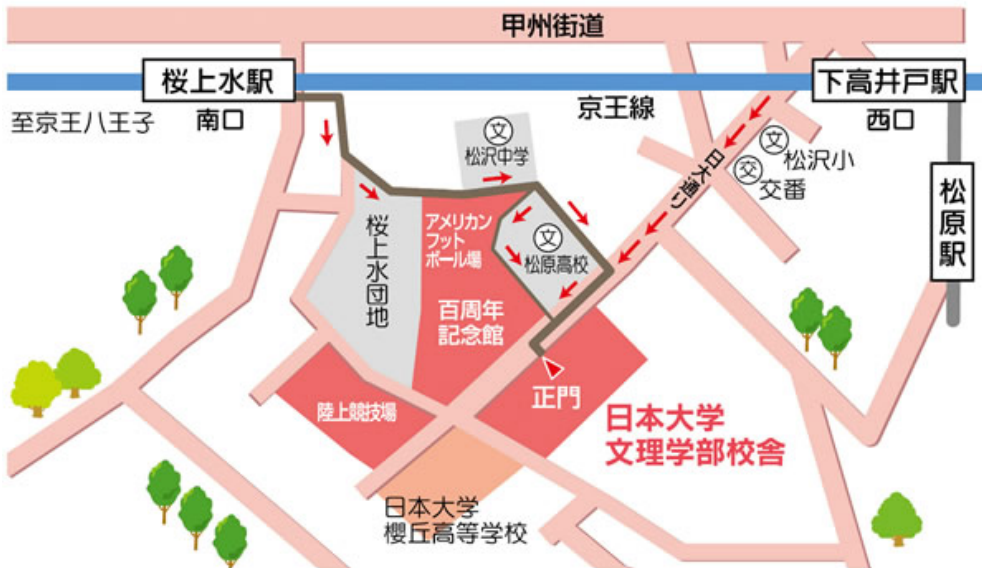 甲州街道
桜上水駅
下高井戸駅
至京王八王子
南口
京王線
西口
文
松沢中学
文
松沢小
交
交番
日大通り
松原駅
アメリカン
フット
ボール場
文
松原高校
桜上水団地
百周年
記念館
正門
陸上競技場
日本大学
文理学部校舎
日本大学
櫻丘高等学校